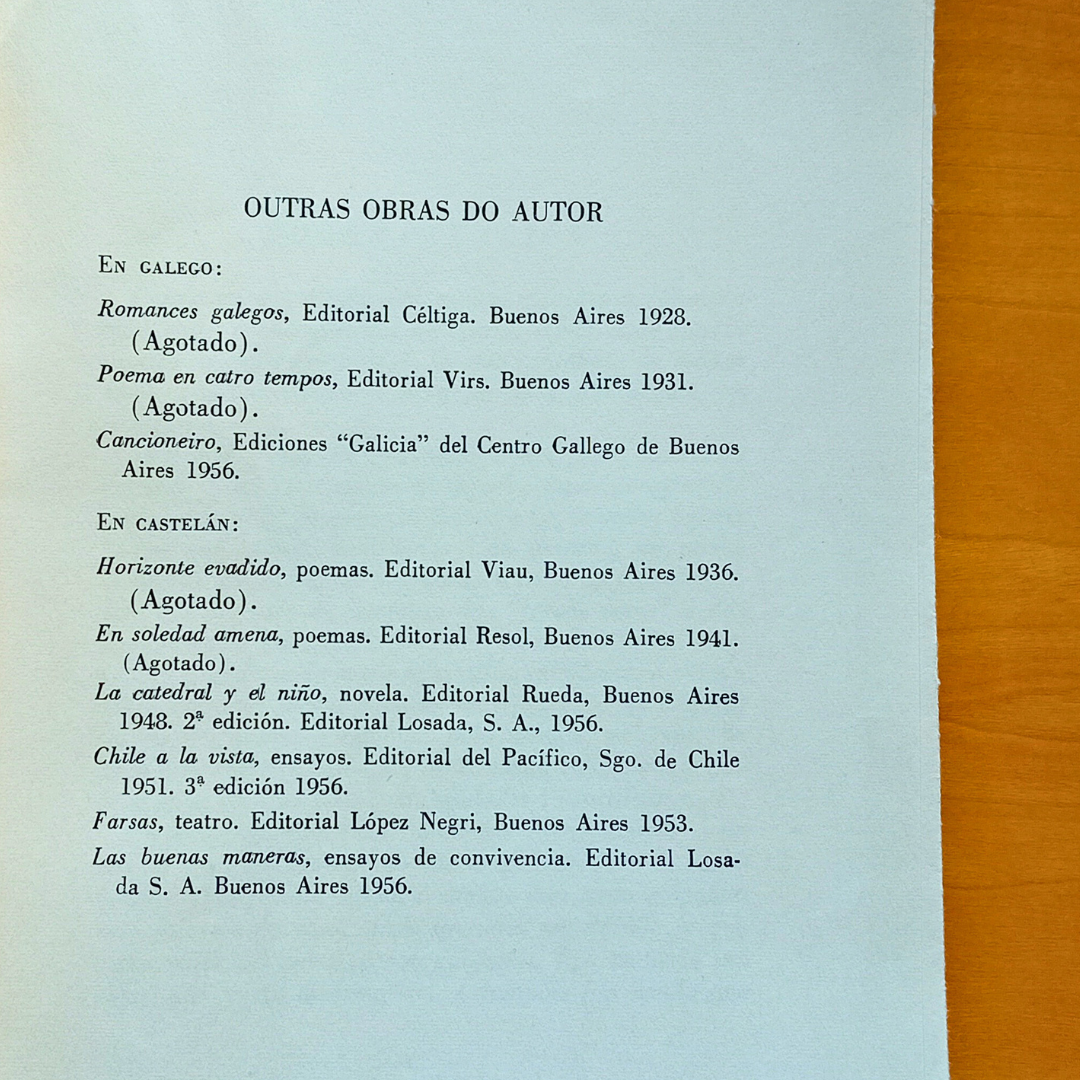 OUTRAS OBRAS DO AUTOR
En galego:
Romances galegos, Editorial Céltiga. Buenos Aires 1928.
(Agotado).
Poema en catro tempos, Editorial Virs. Buenos Aires 1931.
(Agotado).
Cancioneiro, Ediciones “Galicia” del Centro Gallego de Buenos
Aires 1956.
En castelán:
Horizonte evadido, poemas. Editorial Viau, Buenos Aires 1936.
(Agotado).
En soledad amena, poemas. Editorial Resol, Buenos Aires 1941.
(Agotado).
La catedral y el niño, novela. Editorial Rueda, Buenos Aires
1948. 2ª edición. Editorial Losada, S. A., 1956.
Chile a la vista, ensayos. Editorial del Pacífico, Sgo. de Chile
1951. 3ª edición 1956.
Farsas, teatro. Editorial López Negri, Buenos Aires 1953.
Las buenas maneras, ensayos de convivencia. Editorial Losa-
da S. A. Buenos Aires 1956.